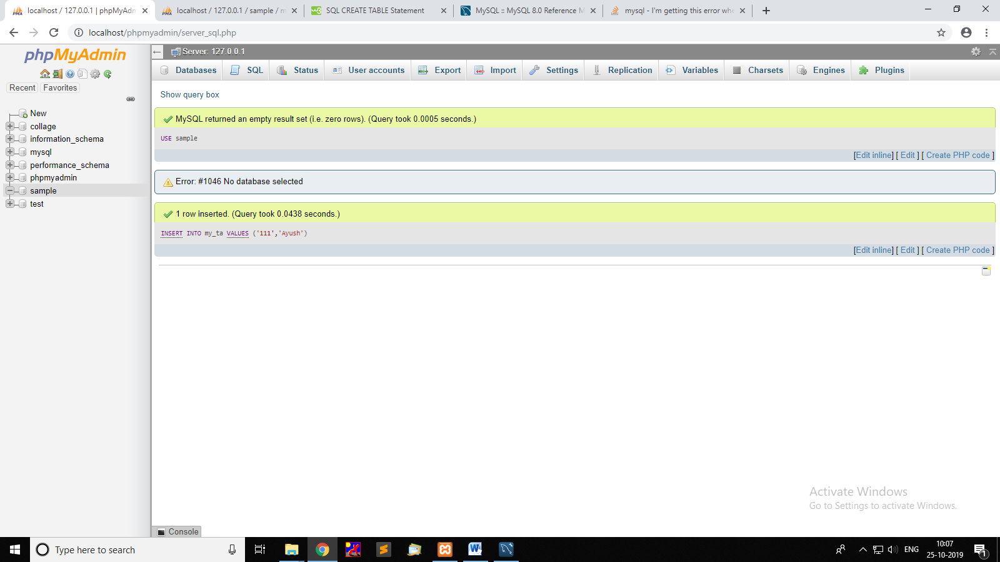 localhost / 127.0.0.1 | phpMyAdm
localhost / 127.0.0.1 / sample / m
SQL CREATE TABLE Statement
MySQL :: MySQL 8.0 Reference M
mysql - I'm getting this error whe
localhost/phpmyadmin/server_sql.php
phpMyAdmin
Recent Favorites
New
collage
information_schema
mysql
performance_schema
phpmyadmin
sample
test
Server: 127.0.0.1
Databases SQL Status User accounts Export Import Settings Replication Variables Charsets Engines Plugins
Show query box
MySQL returned an empty result set (i.e. zero rows). (Query took 0.0005 seconds.)
USE sample
[Edit inline] [ Edit ] [ Create PHP code ]
Error: #1046 No database selected
1 row inserted. (Query took 0.0438 seconds.)
INSERT INTO my_ta VALUES ('111','Ayush')
[Edit inline] [ Edit ] [ Create PHP code ]
Activate Windows
Go to Settings to activate Windows.
Console
Type here to search
ENG
10:07
25-10-2019
1